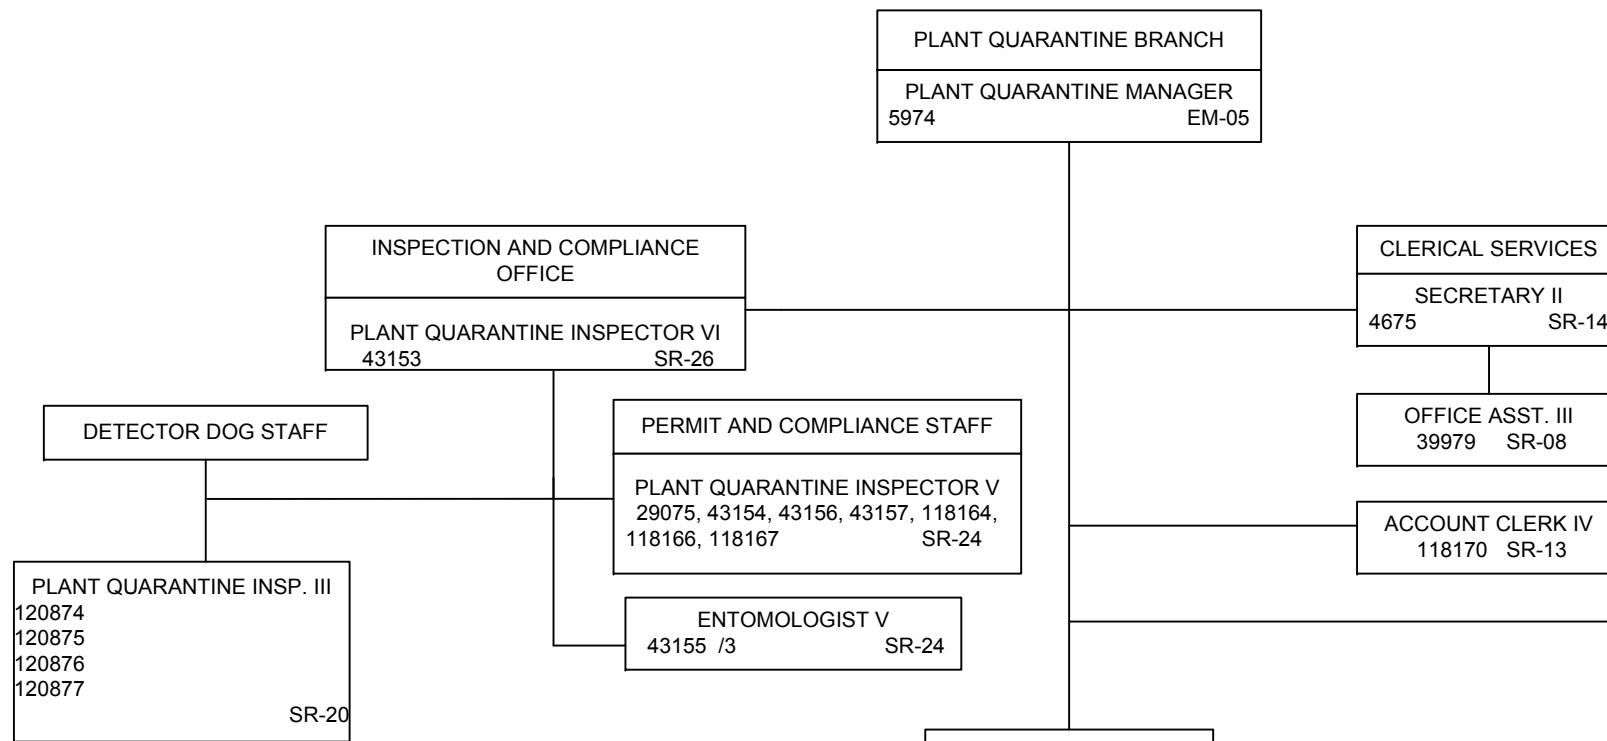 PLANT QUARANTINE BRANCH
PLANT QUARANTINE MANAGER
5974 EM-05
INSPECTION AND COMPLIANCE
OFFICE
PLANT QUARANTINE INSPECTOR VI
43153 SR-26
CLERICAL SERVICES
SECRETARY II
4675 SR-14
OFFICE ASST. III
39979 SR-08
DETECTOR DOG STAFF
PERMIT AND COMPLIANCE STAFF
PLANT QUARANTINE INSPECTOR V
29075, 43154, 43156, 43157, 118164,
118166, 118167 SR-24
ACCOUNT CLERK IV
118170 SR-13
PLANT QUARANTINE INSP. III
120874
120875
120876
120877
SR-20
ENTOMOLOGIST V
43155 /3 SR-24